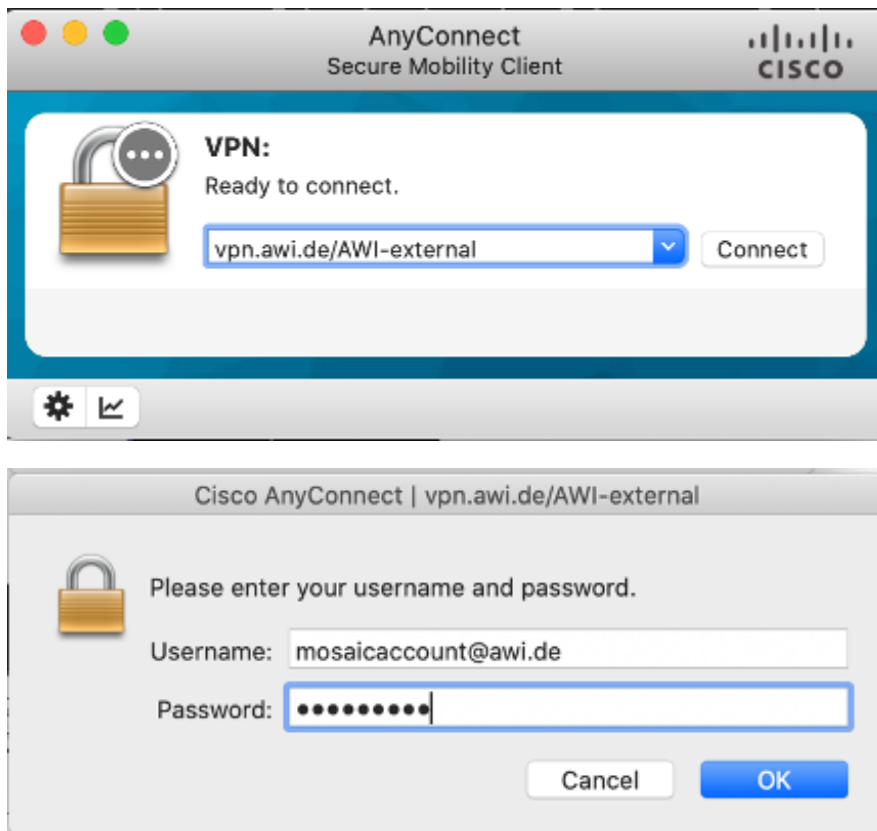 AnyConnect
Secure Mobility Client
CISCO
VPN:
Ready to connect.
vpn.awi.de/AWI-external
Connect
Cisco AnyConnect | vpn.awi.de/AWI-external
Please enter your username and password.
Username: mosaicaccount@awi.de
Password: •••••••••
Cancel OK